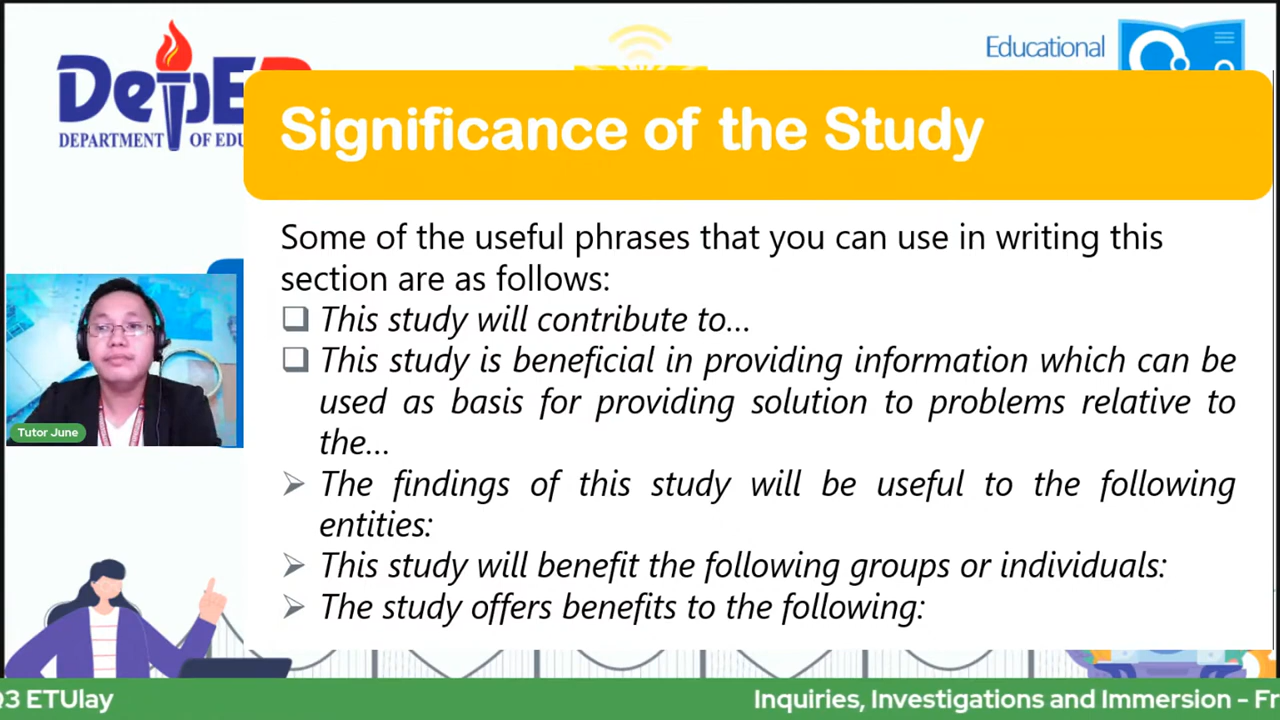 DepE
DEPARTMENT OF EDU
Educational
Significance of the Study
Some of the useful phrases that you can use in writing this
section are as follows:
❑ This study will contribute to...
❑ This study is beneficial in providing information which can be
used as basis for providing solution to problems relative to
the...
➢ The findings of this study will be useful to the following
entities:
➢ This study will benefit the following groups or individuals:
➢ The study offers benefits to the following:
Tutor June
Q3 ETUlay
Inquiries, Investigations and Immersion - Fr